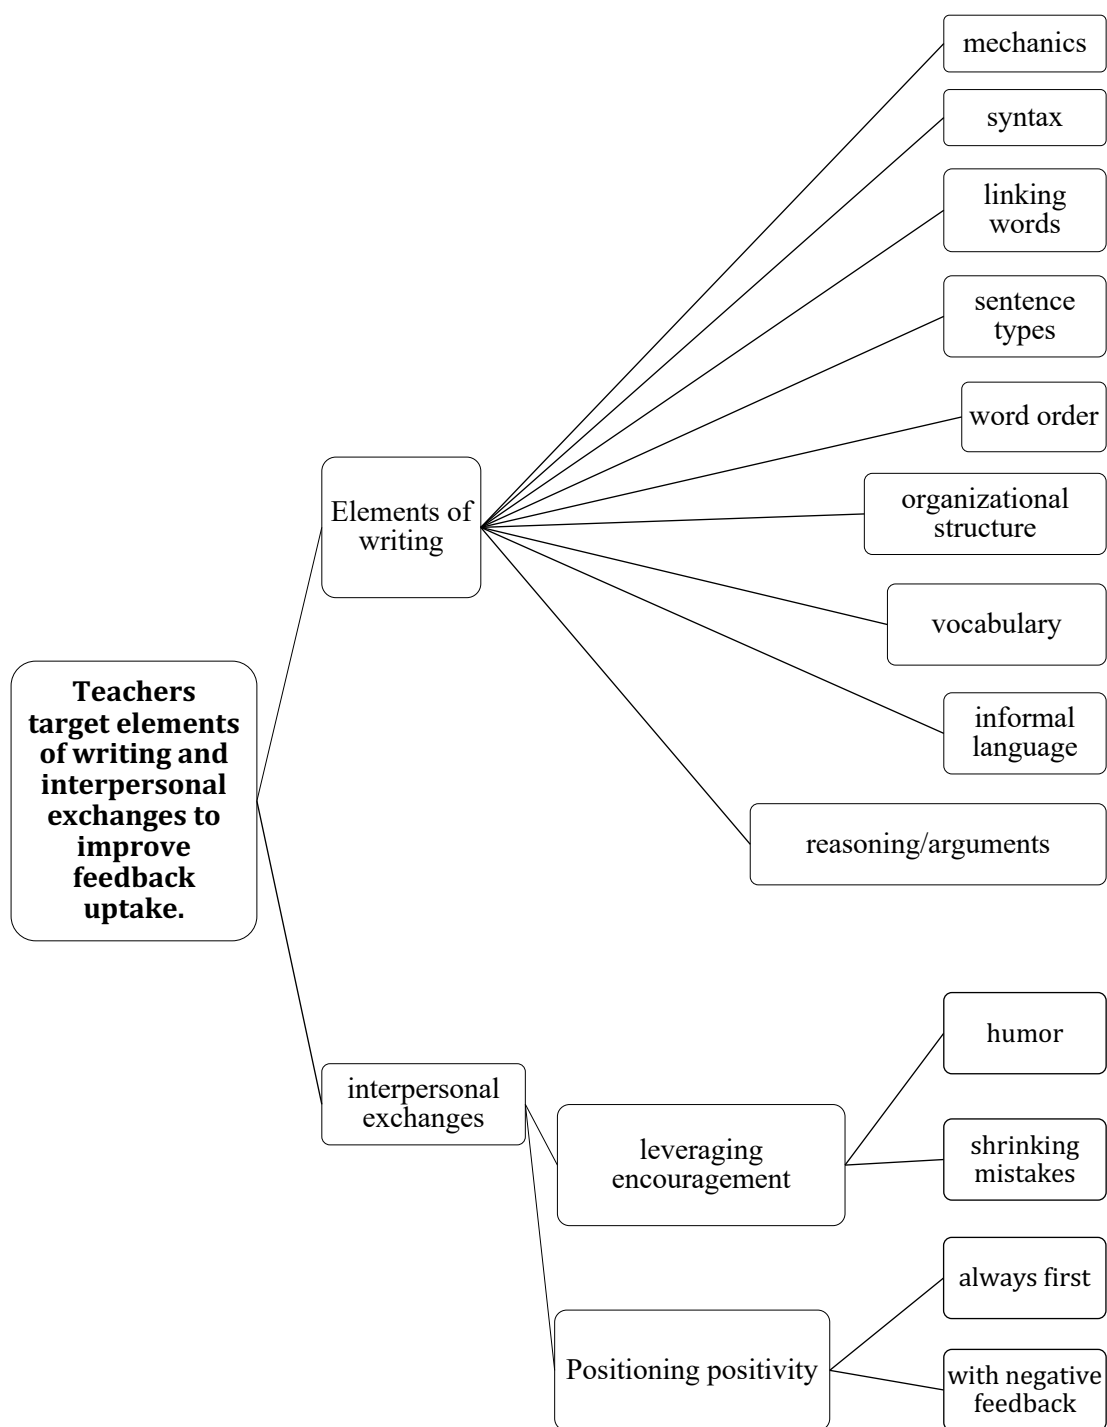 mechanics
syntax
linking
words
sentence
types
word order
Elements of
writing
organizational
structure
vocabulary
informal
language
reasoning/arguments
Teachers
target elements
of writing and
interpersonal
exchanges to
improve
feedback
uptake.
interpersonal
exchanges
leveraging
encouragement
humor
shrinking
mistakes
Positioning positivity
always first
with negative
feedback